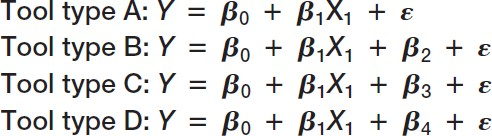 Tool type A: Y = β₀ + β₁X₁ + ε
Tool type B: Y = β₀ + β₁X₁ + β₂ + ε
Tool type C: Y = β₀ + β₁X₁ + β₃ + ε
Tool type D: Y = β₀ + β₁X₁ + β₄ + ε